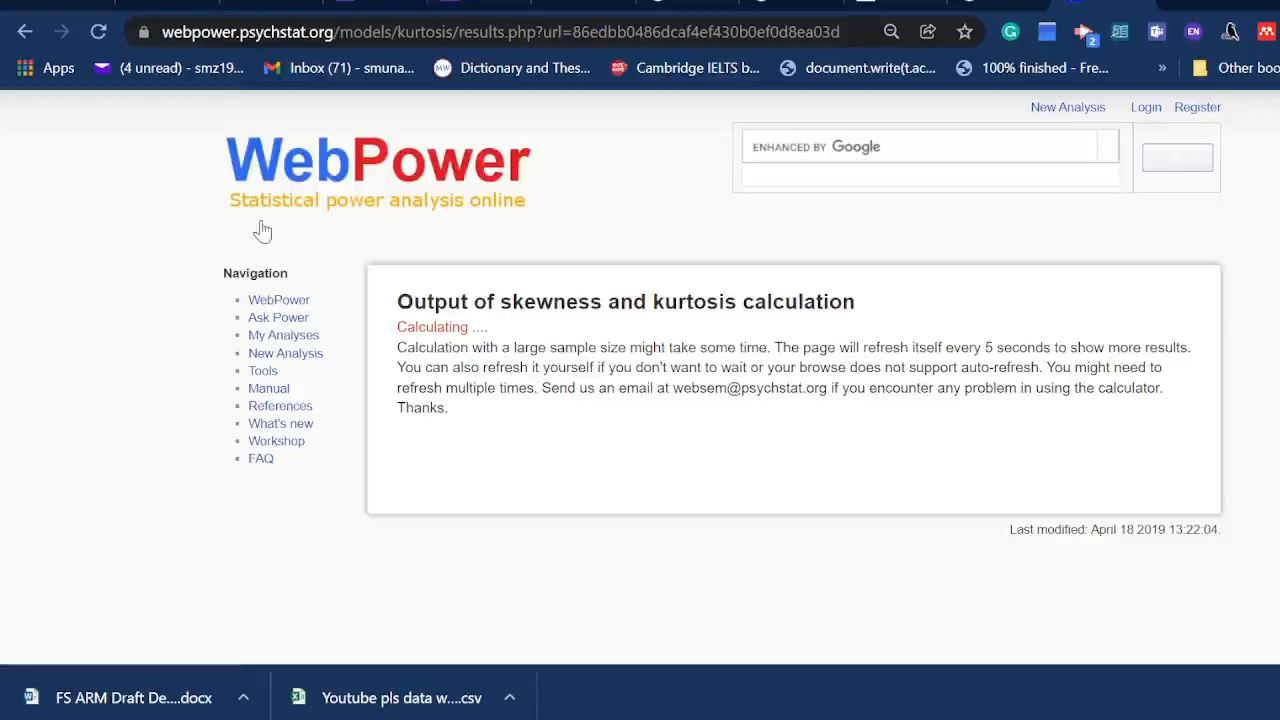 webpower.psychstat.org/models/kurtosis/results.php?url=86edbb0486dcaf4ef430b0ef0d8ea03d
2
EN
Apps
(4 unread) - smz19...
Inbox (71) - smuna...
MW
Dictionary and Thes...
Cambridge IELTS b...
document.write(t.ac...
100% finished - Fre...
»
Other boo
New Analysis
Login
Register
WebPower
Statistical power analysis online
ENHANCED BY Google
Navigation
WebPower
Ask Power
My Analyses
New Analysis
Tools
Manual
References
What's new
Workshop
FAQ
Output of skewness and kurtosis calculation
Calculating ....
Calculation with a large sample size might take some time. The page will refresh itself every 5 seconds to show more results.
You can also refresh it yourself if you don't want to wait or your browse does not support auto-refresh. You might need to
refresh multiple times. Send us an email at websem@psychstat.org if you encounter any problem in using the calculator.
Thanks.
Last modified: April 18 2019 13:22:04.
FS ARM Draft De....docx
Youtube pls data w....csv